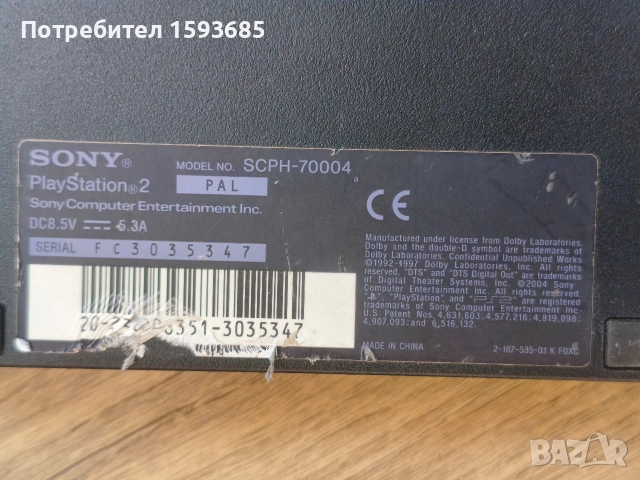 Потребител 1593685
SONY® MODEL NO. SCPH-70004 a
PlayStation®2 PAL
Sony Computer Entertainment Inc.
DC8.5V 5.3A
SERIAL FC3035347
CE
Manufactured under license from Dolby Laboratories.
Dolby and the double-D symbol are trademarks of
Dolby Laboratories. Confidential Unpublished Works
©1992-1997 Dolby Laboratories, Inc. All rights
reserved. "DTS" and "DTS Digital Out" are trademarks
of Digital Theater Systems, Inc. ©2004 Sony
Computer Entertainment Inc. All rights reserved.
"PlayStation" and "PS2" are registered
trademarks of Sony Computer Entertainment Inc.
U.S. Patent Nos. 4,631,603; 4,577,216; 4,819,098;
4,907,093; and 6,516,132.
351-3035347
MADE IN CHINA 2-187-535-03 K FOXC
BAZAR